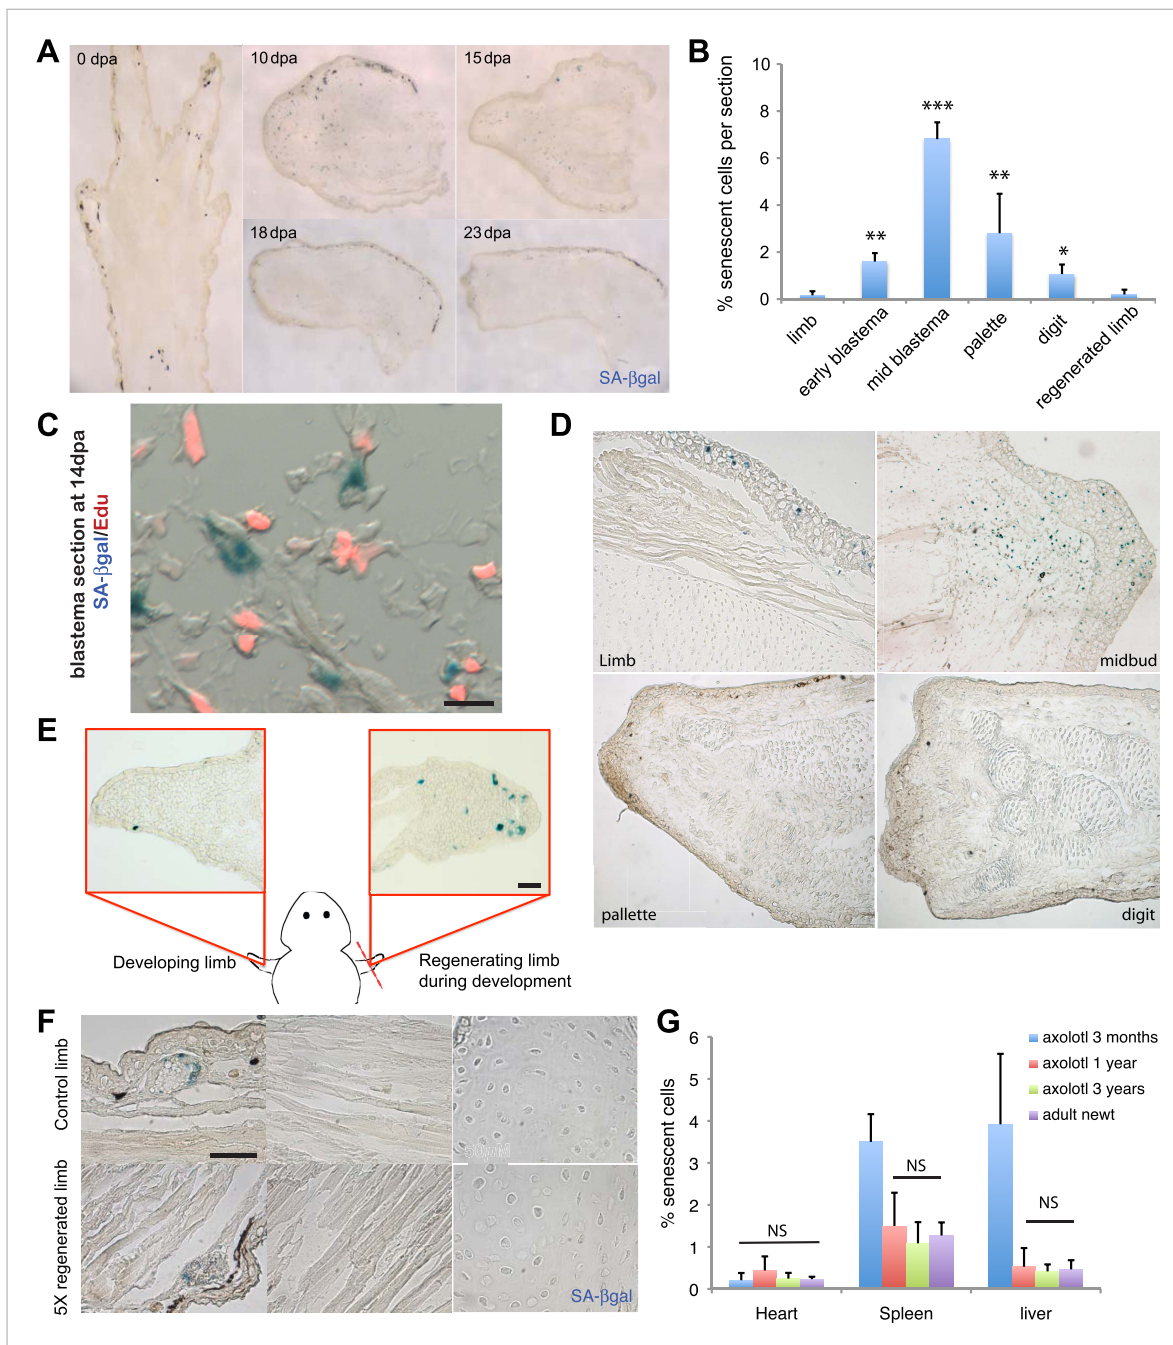 A
0 dpa
10 dpa
15 dpa
18 dpa
23 dpa
SA-βgal
B
% senescent cells per section
10
8
6
4
2
0
**
***
**
*
limb
early blastema
mid blastema
palette
digit
regenerated limb
C
blastema section at 14dpa
SA-βgal/Edu
D
Limb
midbud
pallette
digit
E
Developing limb
Regenerating limb
during development
F
Control limb
5X regenerated limb
SA-βgal
G
% senescent cells
6
5
4
3
2
1
0
axolotl 3 months
axolotl 1 year
axolotl 3 years
adult newt
NS
NS
NS
Heart
Spleen
liver